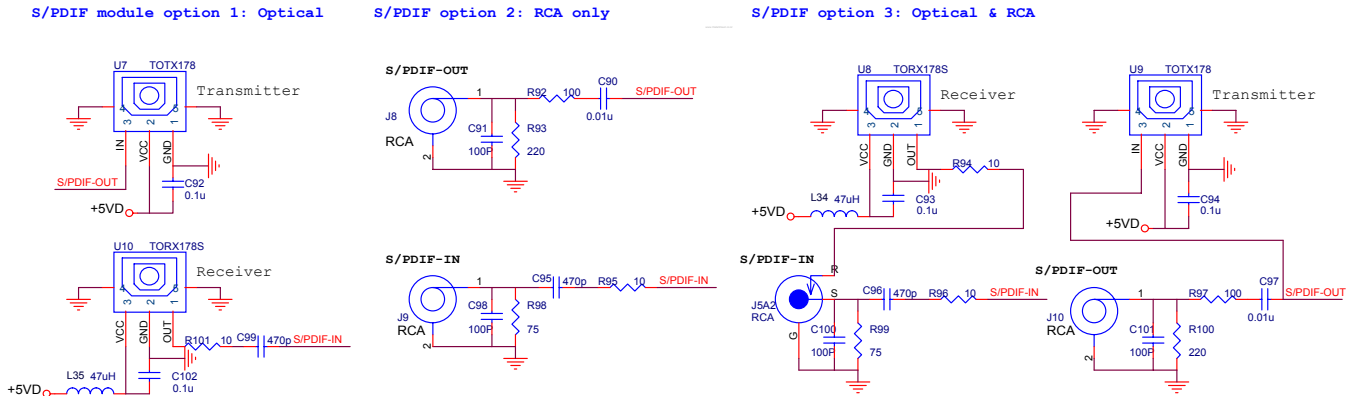 S/PDIF module option 1: Optical
S/PDIF option 2: RCA only
S/PDIF option 3: Optical & RCA
U7 TOTX178
Transmitter
4 5
3 2 1
IN VCC GND
S/PDIF-OUT
C92
0.1u
+5VD
U10 TORX178S
Receiver
4 5
3 2 1
VCC GND OUT
R101 10
C99 470p
S/PDIF-IN
L35 47uH
C102
0.1u
+5VD
S/PDIF-OUT
J8
RCA
1
2
C91
100P
R92 100
R93
220
C90
0.01u
S/PDIF-OUT
S/PDIF-IN
J9
RCA
1
2
C98
100P
C95 470p
R98
75
R95 10
S/PDIF-IN
U8 TORX178S
Receiver
4 5
3 2 1
VCC GND OUT
R94 10
L34 47uH
+5VD
C93
0.1u
U9 TOTX178
Transmitter
4 5
3 2 1
IN VCC GND
C94
0.1u
+5VD
S/PDIF-IN
R
S
G
J5A2
RCA
C100
100P
C96 470p
R99
75
R96 10
S/PDIF-IN
S/PDIF-OUT
J10
RCA
1
2
C101
100P
R97 100
R100
220
C97
0.01u
S/PDIF-OUT